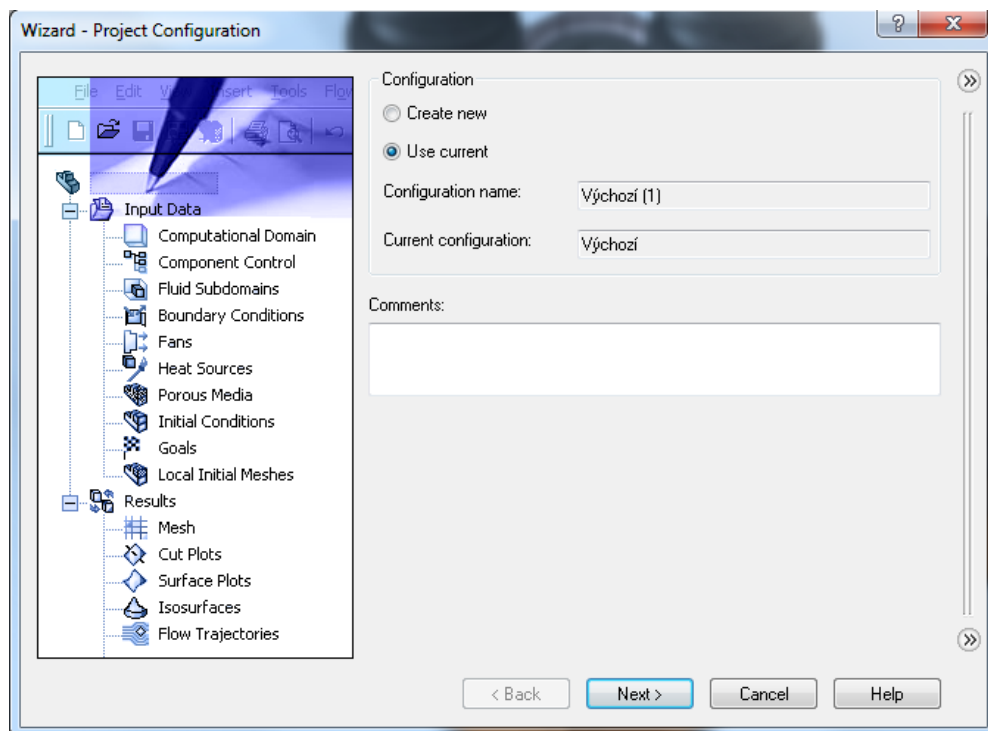 Wizard - Project Configuration
File Edit View Insert Tools Flow
Input Data
Computational Domain
Component Control
Fluid Subdomains
Boundary Conditions
Fans
Heat Sources
Porous Media
Initial Conditions
Goals
Local Initial Meshes
Results
Mesh
Cut Plots
Surface Plots
Isosurfaces
Flow Trajectories
Configuration
Create new
Use current
Configuration name: Výchozí (1)
Current configuration: Výchozí
Comments:
< Back Next > Cancel Help